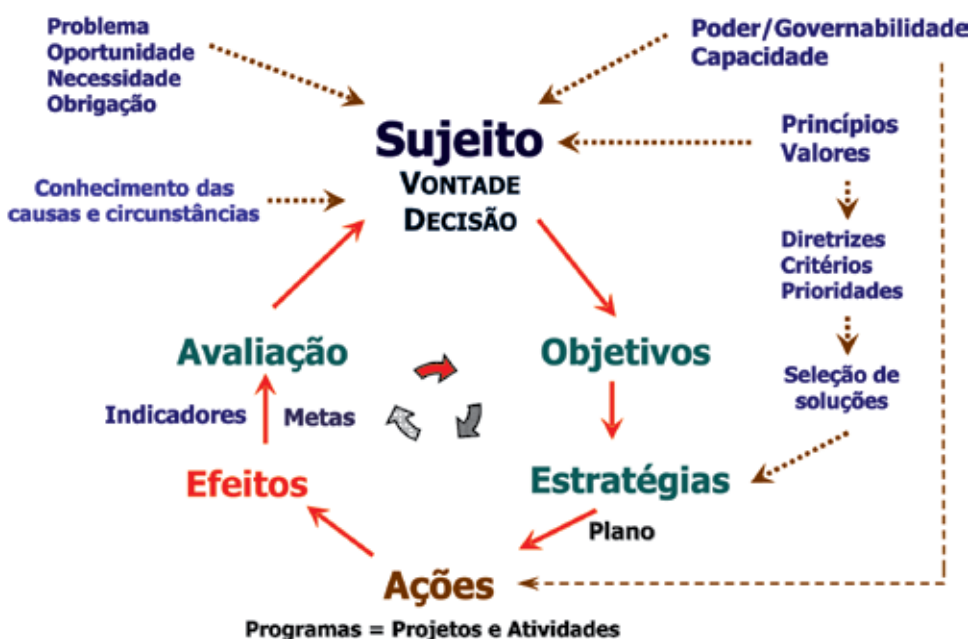 Problema
Oportunidade
Necessidade
Obrigação
Poder/Governabilidade
Capacidade
Sujeito
VONTADE
DECISÃO
Princípios
Valores
Conhecimento das
causas e circunstâncias
Diretrizes
Critérios
Prioridades
Avaliação
Objetivos
Seleção de
soluções
Indicadores
Metas
Efeitos
Estratégias
Plano
Ações
Programas = Projetos e Atividades